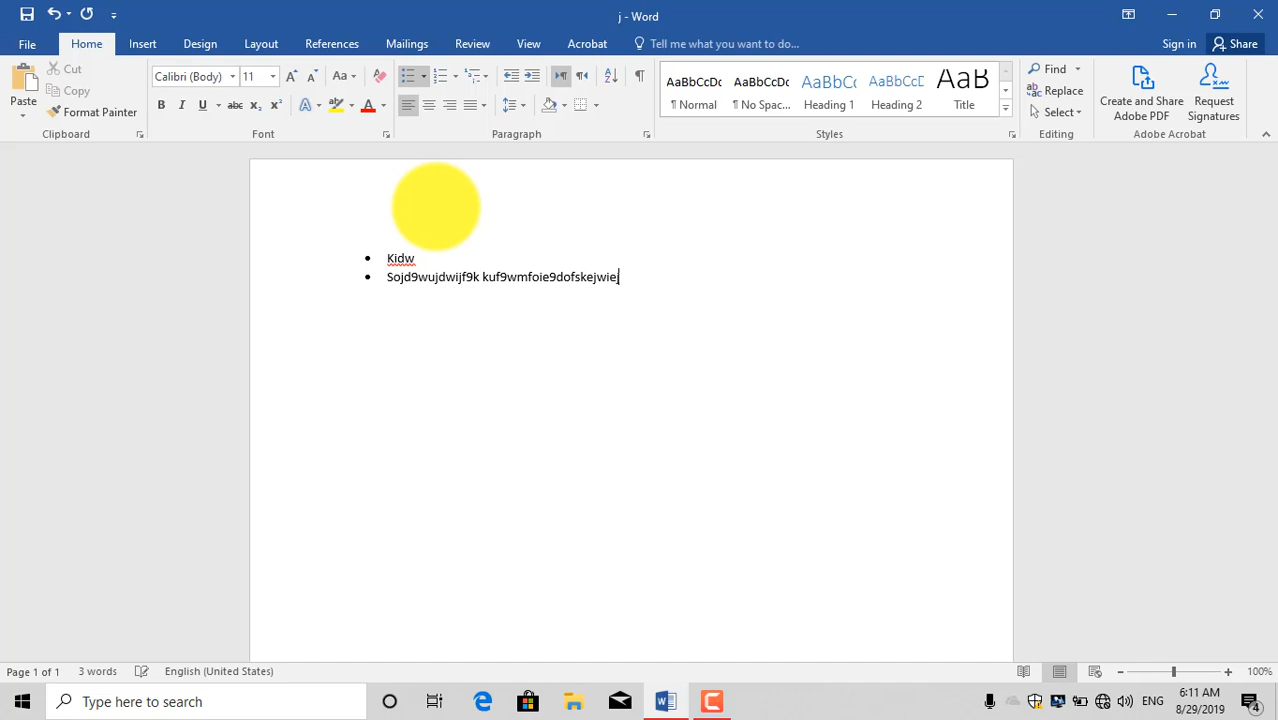 j - Word
File Home Insert Design Layout References Mailings Review View Acrobat Tell me what you want to do... Sign in Share
Paste Cut Copy Format Painter
Calibri (Body) 11
AaBbCcDc AaBbCcDc AaBbCc AaBbCcD AaB
¶ Normal ¶ No Spac... Heading 1 Heading 2 Title
Find Replace Select
Create and Share Adobe PDF Request Signatures
Clipboard Font Paragraph Styles Editing Adobe Acrobat
• Kidw
• Sojd9wujdwijf9k kuf9wmfoie9dofskejwiej
Page 1 of 1 3 words English (United States) 100%
Type here to search ENG 6:11 AM
8/29/2019 4